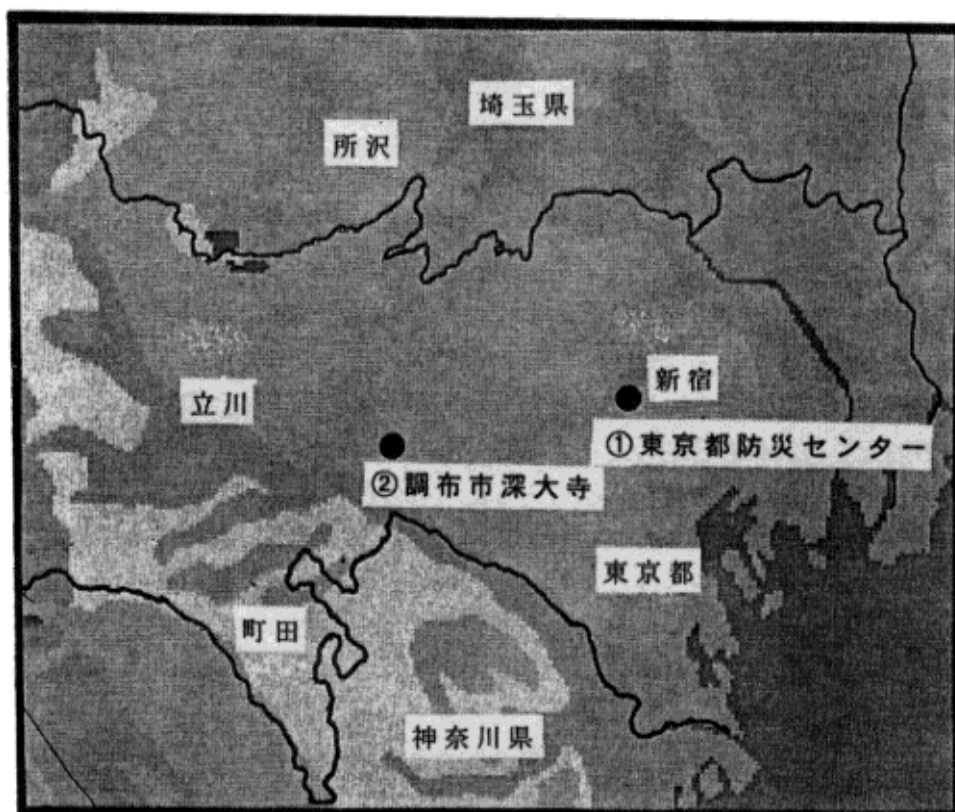 埼玉県
所沢
新宿
立川
①東京都防災センター
②調布市深大寺
東京都
町田
神奈川県